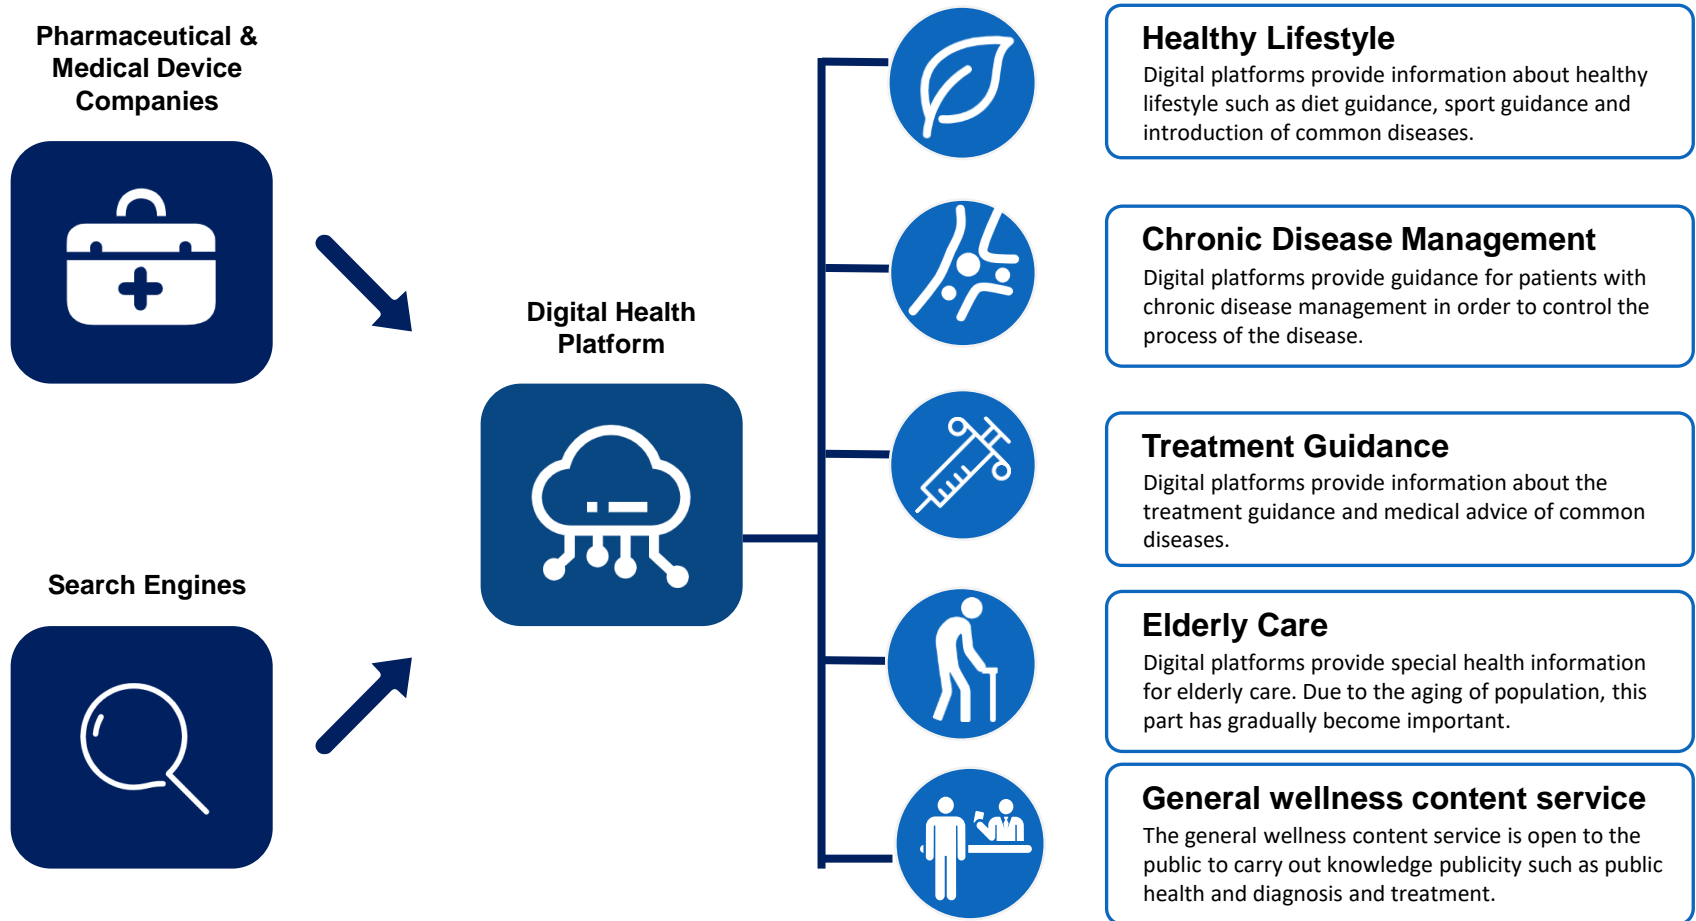 Pharmaceutical &
Medical Device
Companies
Search Engines
Digital Health
Platform
Healthy Lifestyle
Digital platforms provide information about healthy
lifestyle such as diet guidance, sport guidance and
introduction of common diseases.
Chronic Disease Management
Digital platforms provide guidance for patients with
chronic disease management in order to control the
process of the disease.
Treatment Guidance
Digital platforms provide information about the
treatment guidance and medical advice of common
diseases.
Elderly Care
Digital platforms provide special health information
for elderly care. Due to the aging of population, this
part has gradually become important.
General wellness content service
The general wellness content service is open to the
public to carry out knowledge publicity such as public
health and diagnosis and treatment.